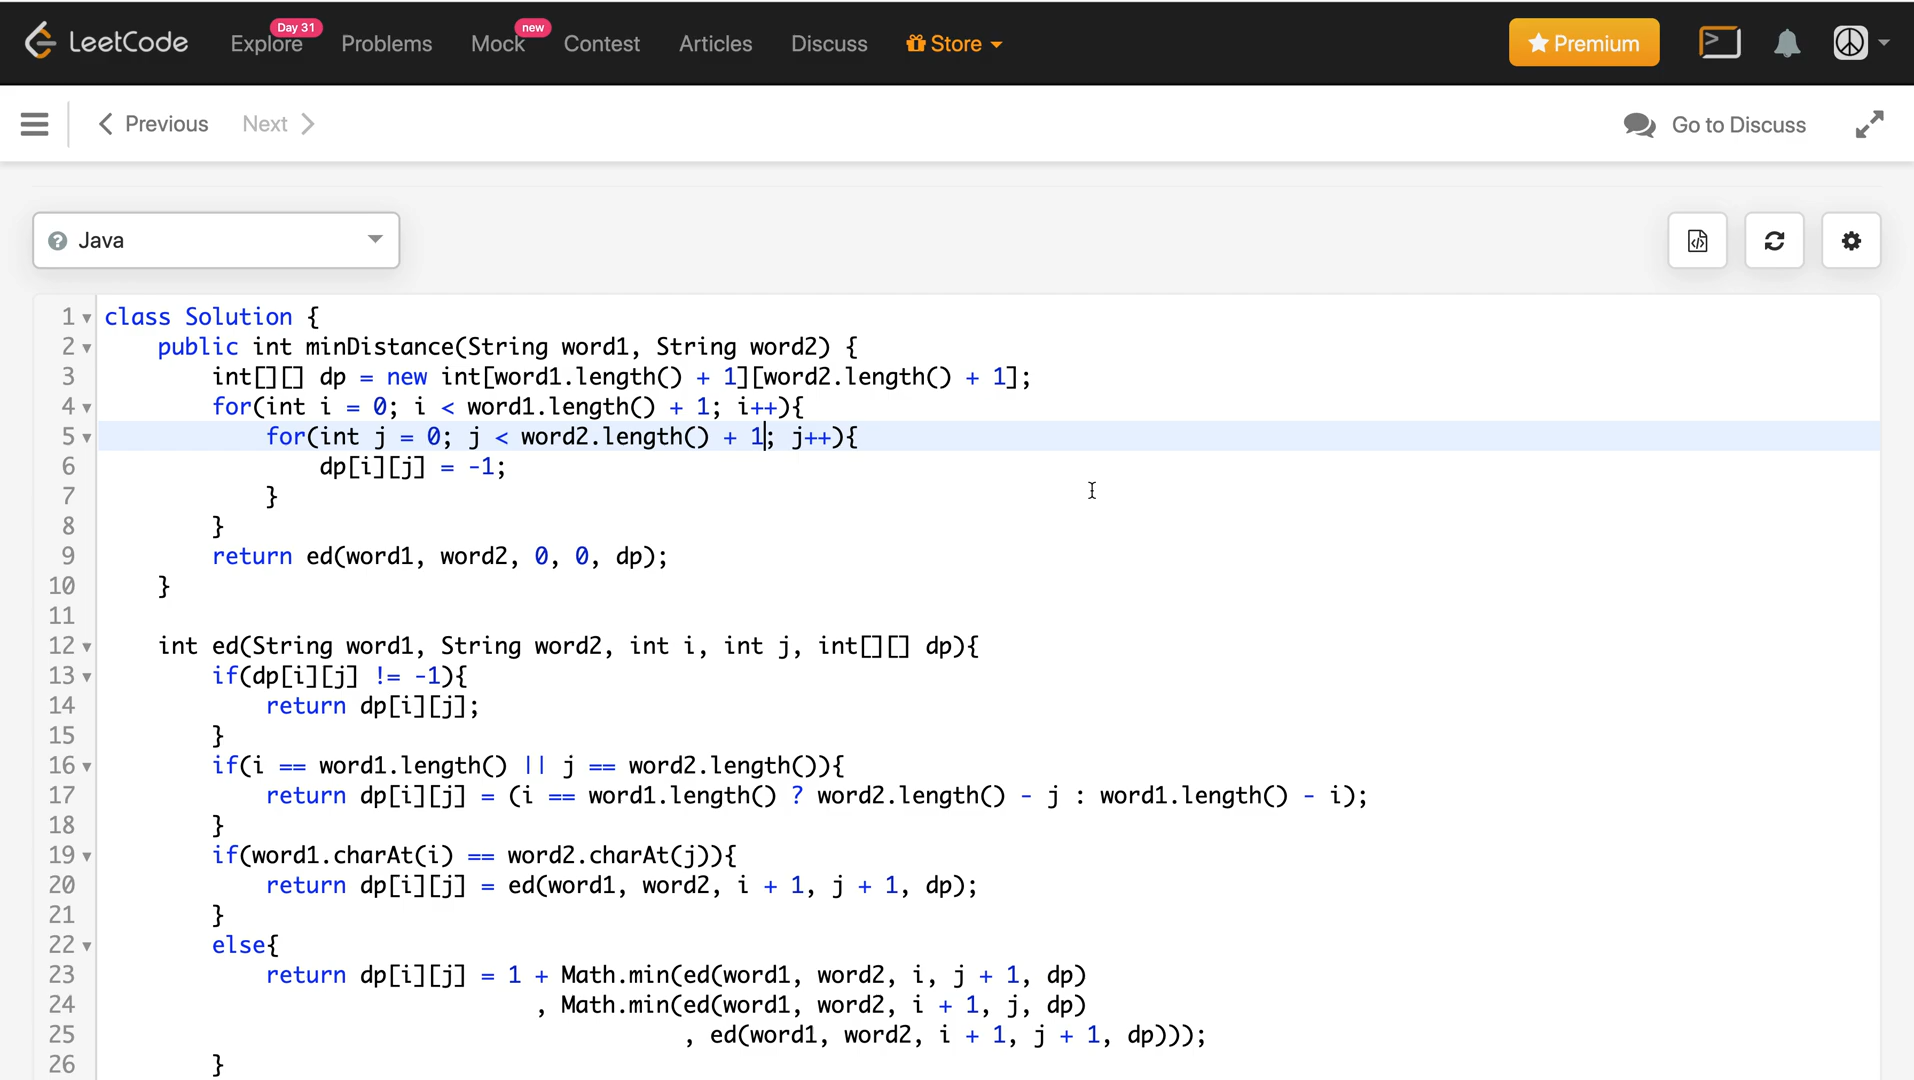 LeetCode
Explore
Day 31
Problems
Mock
new
Contest
Articles
Discuss
Store
Premium
Previous
Next
Go to Discuss
Java
1 class Solution {
2     public int minDistance(String word1, String word2) {
3         int[][] dp = new int[word1.length() + 1][word2.length() + 1];
4         for(int i = 0; i < word1.length() + 1; i++){
5             for(int j = 0; j < word2.length() + 1; j++){
6                 dp[i][j] = -1;
7             }
8         }
9         return ed(word1, word2, 0, 0, dp);
10     }
11
12     int ed(String word1, String word2, int i, int j, int[][] dp){
13         if(dp[i][j] != -1){
14             return dp[i][j];
15         }
16         if(i == word1.length() || j == word2.length()){
17             return dp[i][j] = (i == word1.length() ? word2.length() - j : word1.length() - i);
18         }
19         if(word1.charAt(i) == word2.charAt(j)){
20             return dp[i][j] = ed(word1, word2, i + 1, j + 1, dp);
21         }
22         else{
23             return dp[i][j] = 1 + Math.min(ed(word1, word2, i, j + 1, dp)
24                                 , Math.min(ed(word1, word2, i + 1, j, dp)
25                                            , ed(word1, word2, i + 1, j + 1, dp)));
26         }